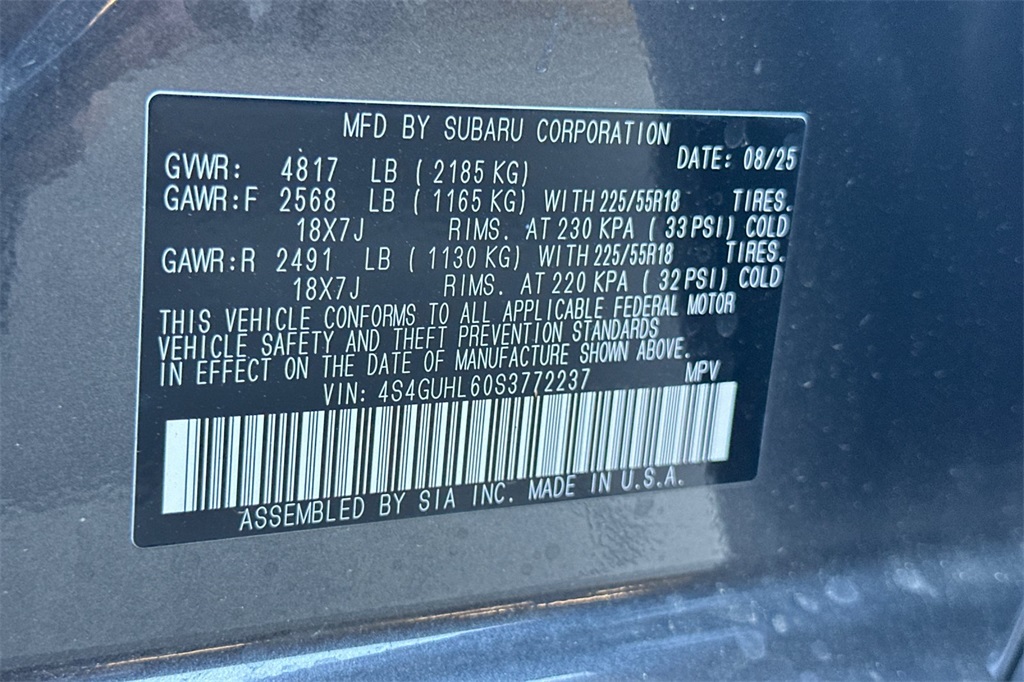 MFD BY SUBARU CORPORATION
DATE: 08/25
GVWR: 4817 LB ( 2185 KG)
GAWR:F 2568 LB ( 1165 KG) WITH 225/55R18 TIRES.
18X7J RIMS. AT 230 KPA ( 33 PSI) COLD
GAWR:R 2491 LB ( 1130 KG) WITH 225/55R18 TIRES.
18X7J RIMS. AT 220 KPA ( 32 PSI) COLD
THIS VEHICLE CONFORMS TO ALL APPLICABLE FEDERAL MOTOR
VEHICLE SAFETY AND THEFT PREVENTION STANDARDS
IN EFFECT ON THE DATE OF MANUFACTURE SHOWN ABOVE.
VIN: 4S4GUHL60S3772237 MPV
ASSEMBLED BY SIA INC. MADE IN U.S.A.